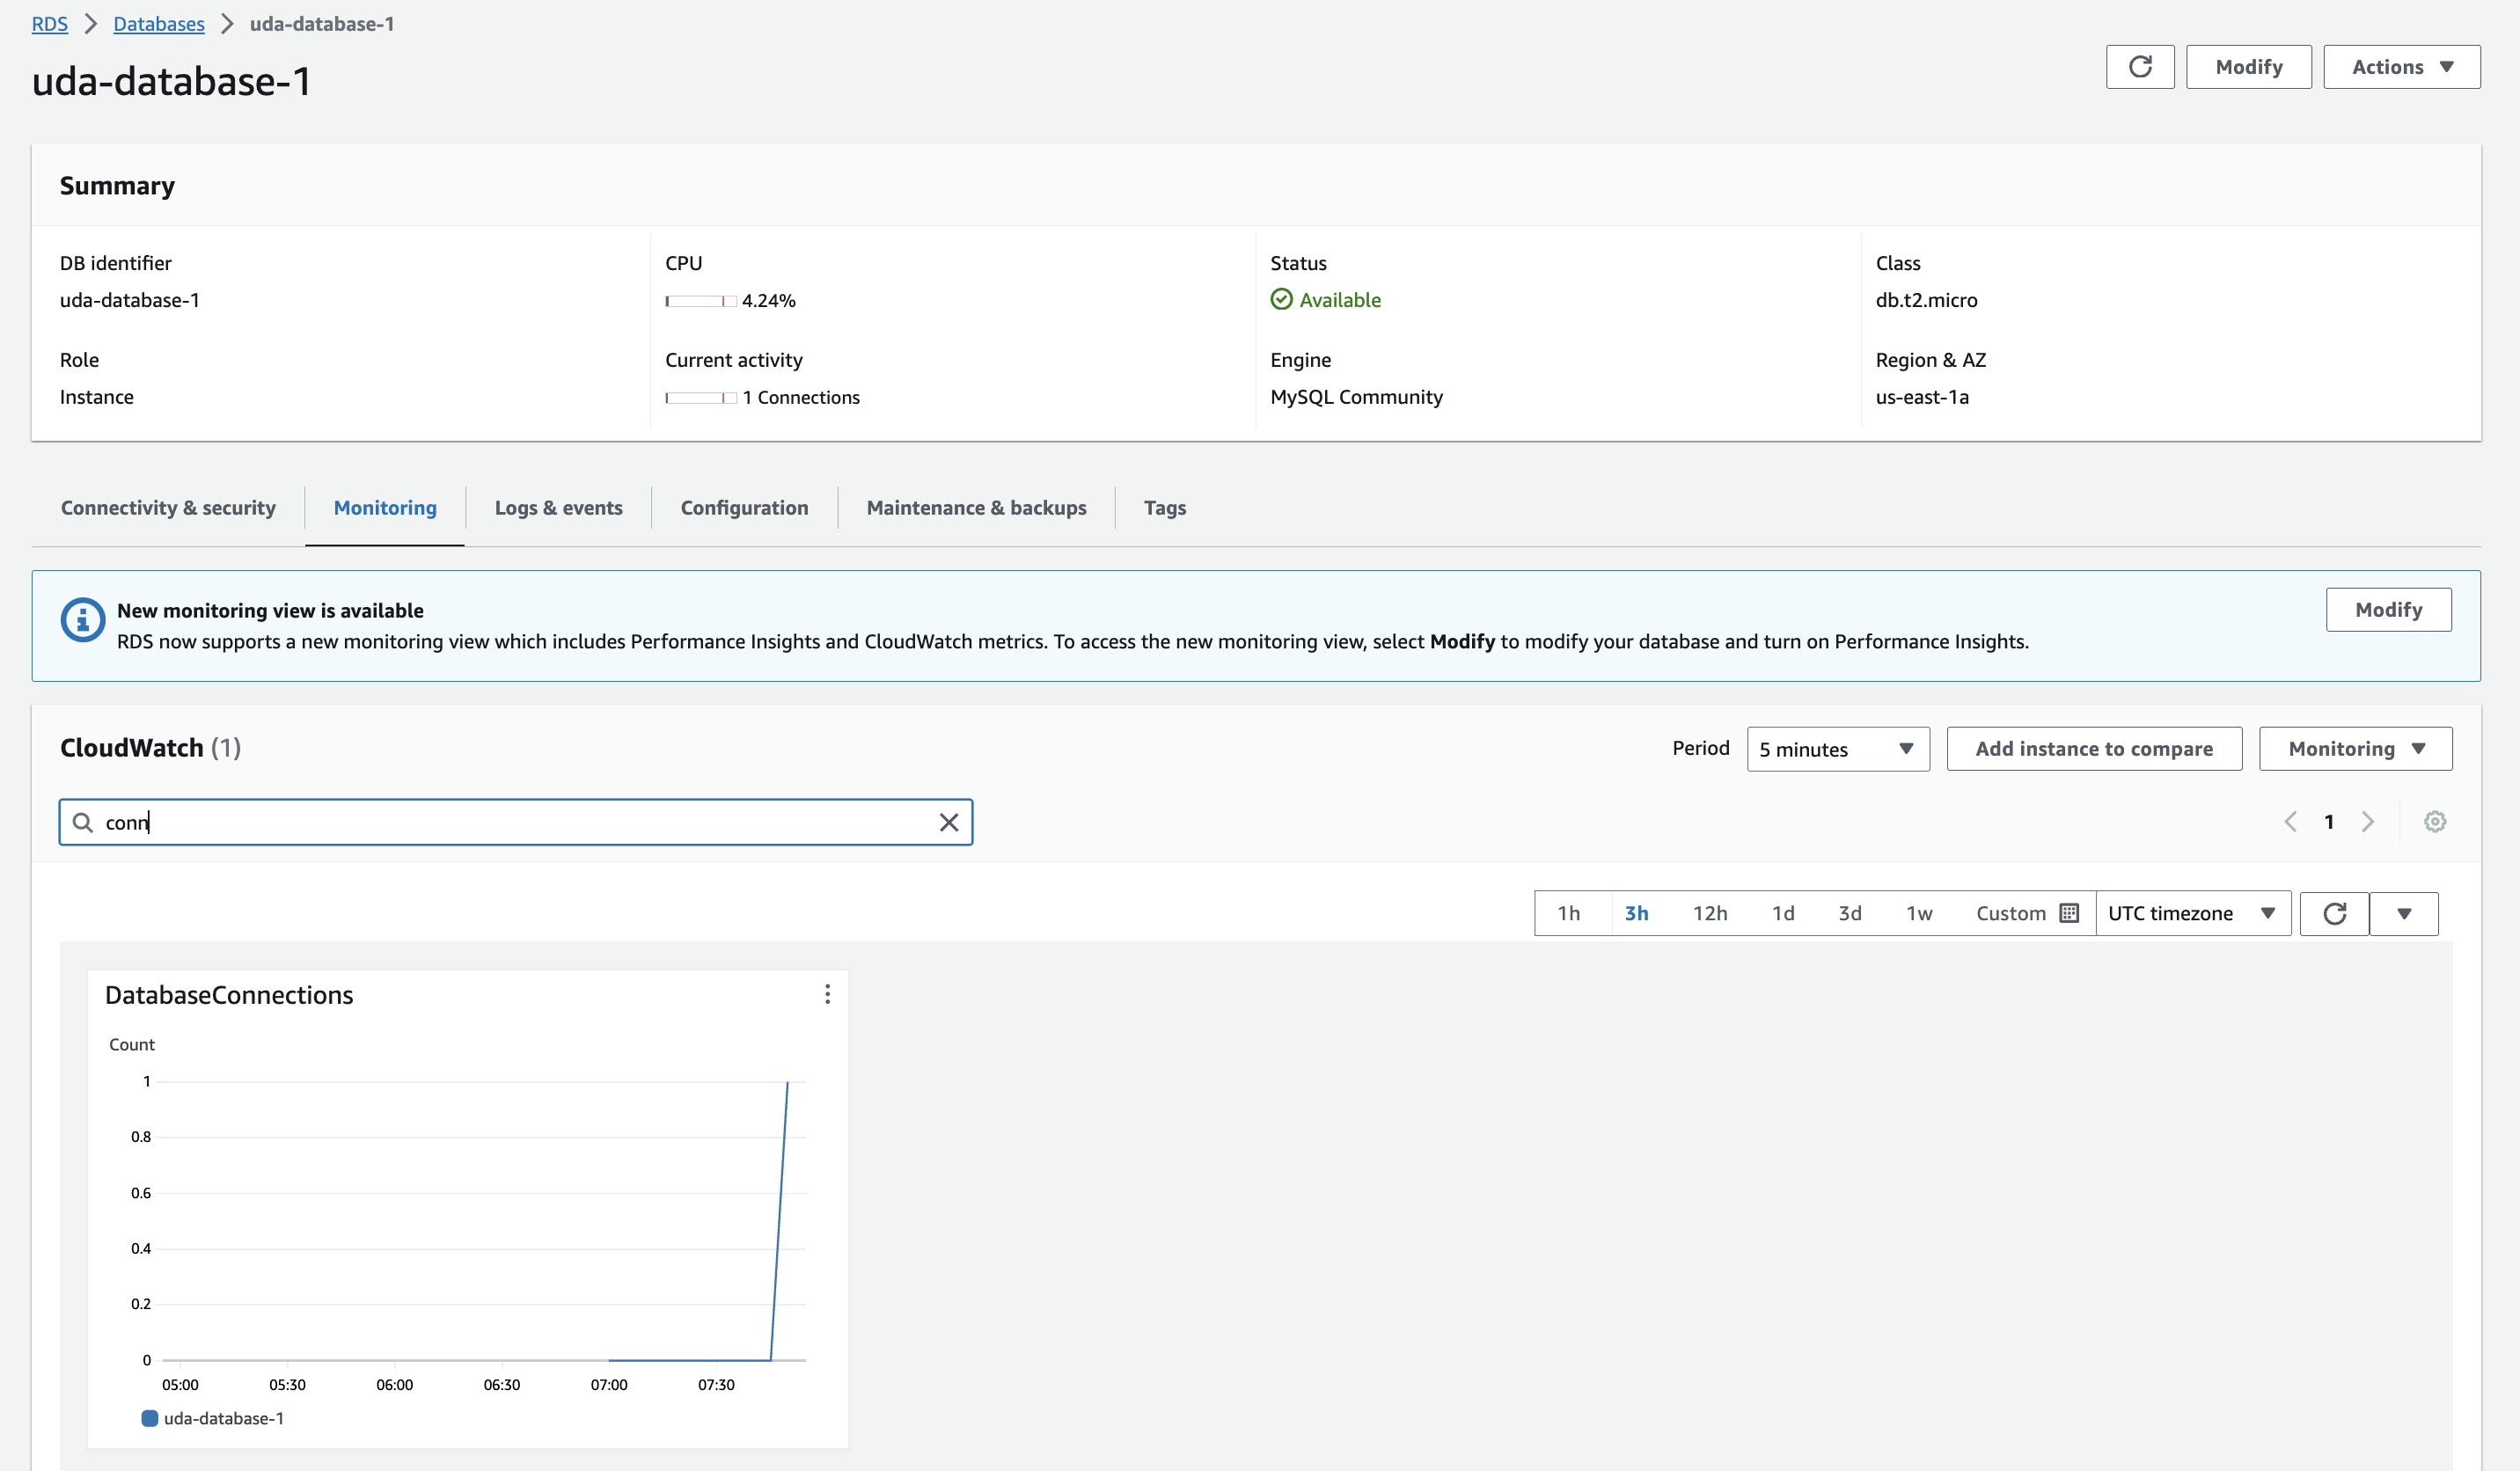 RDS > Databases > uda-database-1
uda-database-1
Modify
Actions
Summary
DB identifier
uda-database-1
CPU
4.24%
Status
Available
Class
db.t2.micro
Role
Instance
Current activity
1 Connections
Engine
MySQL Community
Region & AZ
us-east-1a
Connectivity & security
Monitoring
Logs & events
Configuration
Maintenance & backups
Tags
New monitoring view is available
RDS now supports a new monitoring view which includes Performance Insights and CloudWatch metrics. To access the new monitoring view, select Modify to modify your database and turn on Performance Insights.
Modify
CloudWatch (1)
Period
5 minutes
Add instance to compare
Monitoring
conn
1
1h
3h
12h
1d
3d
1w
Custom
UTC timezone
DatabaseConnections
Count
1
0.8
0.6
0.4
0.2
0
05:00
05:30
06:00
06:30
07:00
07:30
uda-database-1